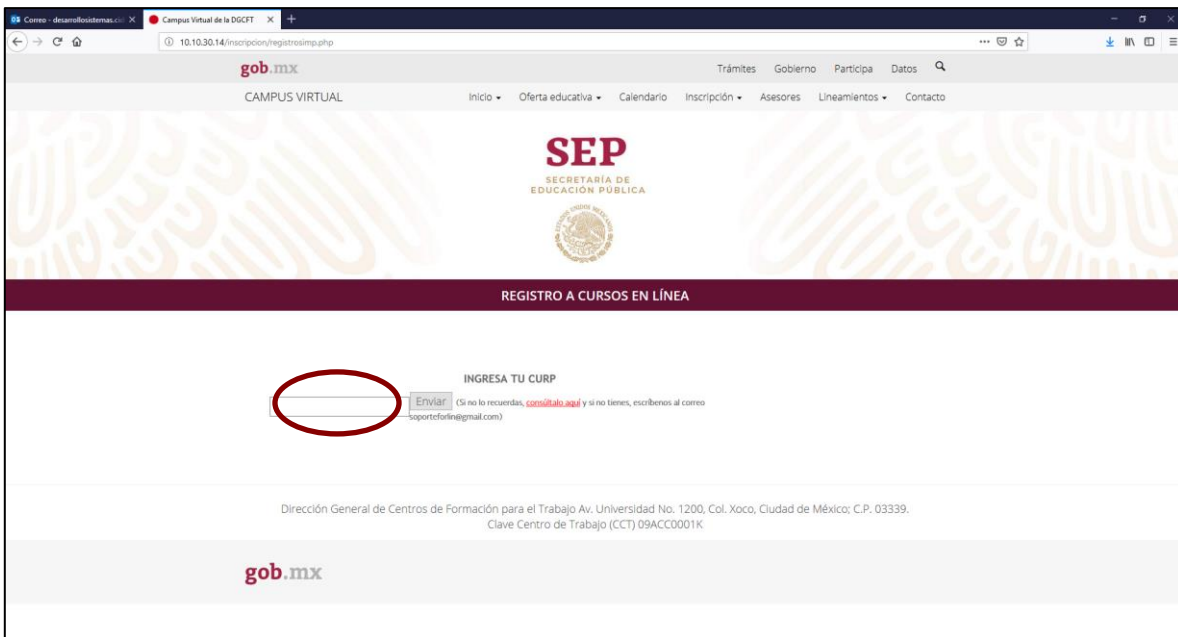 Correo - desarrollosistemas.ci
Campus Virtual de la DGCFT
10.10.30.14/inscripcion/registrosimp.php
gob.mx
Trámites Gobierno Participa Datos
CAMPUS VIRTUAL
Inicio Oferta educativa Calendario Inscripción Asesores Lineamientos Contacto
SEP
SECRETARÍA DE
EDUCACIÓN PÚBLICA
ESTADOS UNIDOS MEXICANOS
REGISTRO A CURSOS EN LÍNEA
INGRESA TU CURP
Enviar (Si no lo recuerdas, consúltalo aquí y si no tienes, escríbenos al correo
soporteforlin@gmail.com)
Dirección General de Centros de Formación para el Trabajo Av. Universidad No. 1200, Col. Xoco, Ciudad de México; C.P. 03339.
Clave Centro de Trabajo (CCT) 09ACC0001K
gob.mx